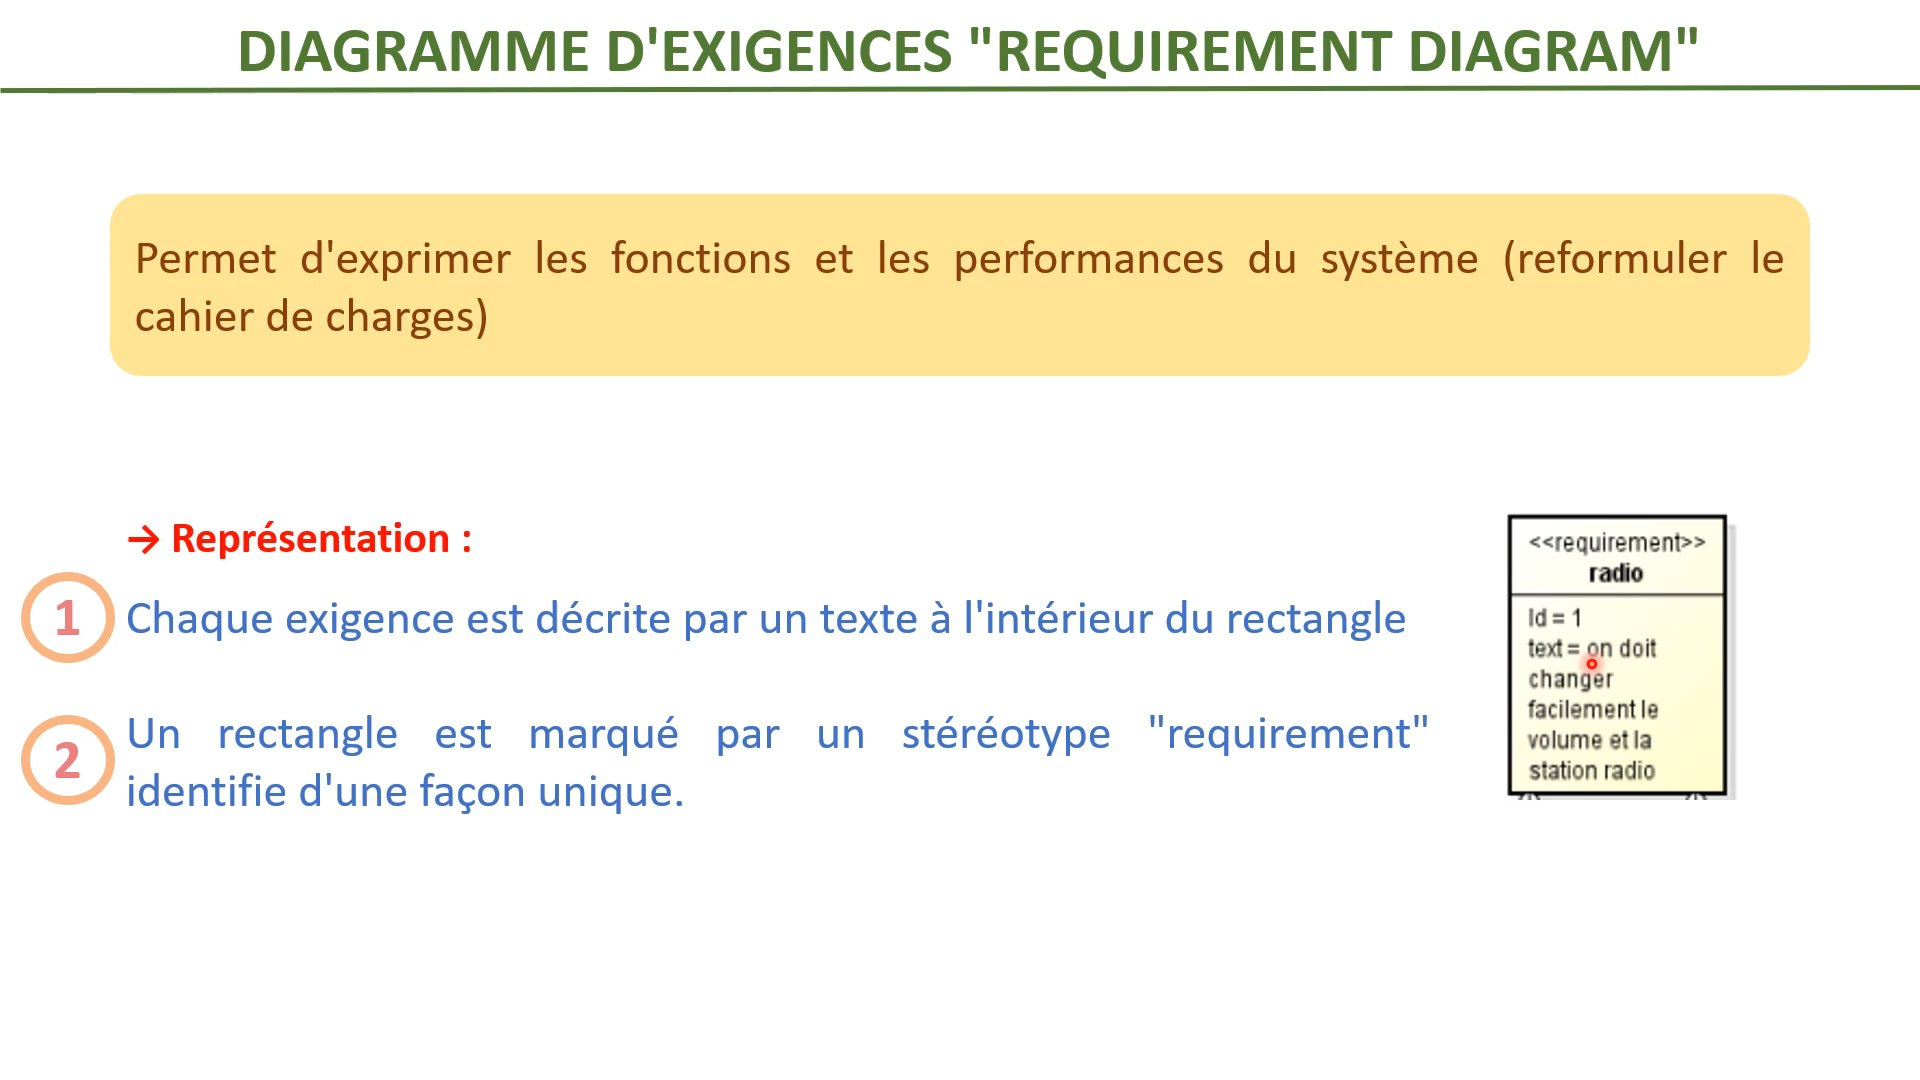 DIAGRAMME D'EXIGENCES "REQUIREMENT DIAGRAM"
Permet d'exprimer les fonctions et les performances du système (reformuler le
cahier de charges)
→ Représentation :
1 Chaque exigence est décrite par un texte à l'intérieur du rectangle
2 Un rectangle est marqué par un stéréotype "requirement"
identifie d'une façon unique.
<<requirement>>
radio
Id = 1
text = on doit
changer
facilement le
volume et la
station radio